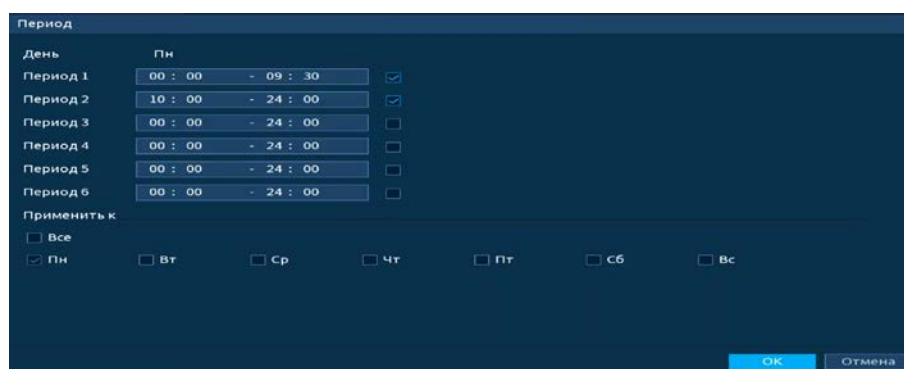 Период
День Пн
Период 1 00 : 00 - 09 : 30
Период 2 10 : 00 - 24 : 00
Период 3 00 : 00 - 24 : 00
Период 4 00 : 00 - 24 : 00
Период 5 00 : 00 - 24 : 00
Период 6 00 : 00 - 24 : 00
Применить к
Все
Пн Вт Ср Чт Пт Сб Вс
OK Отмена